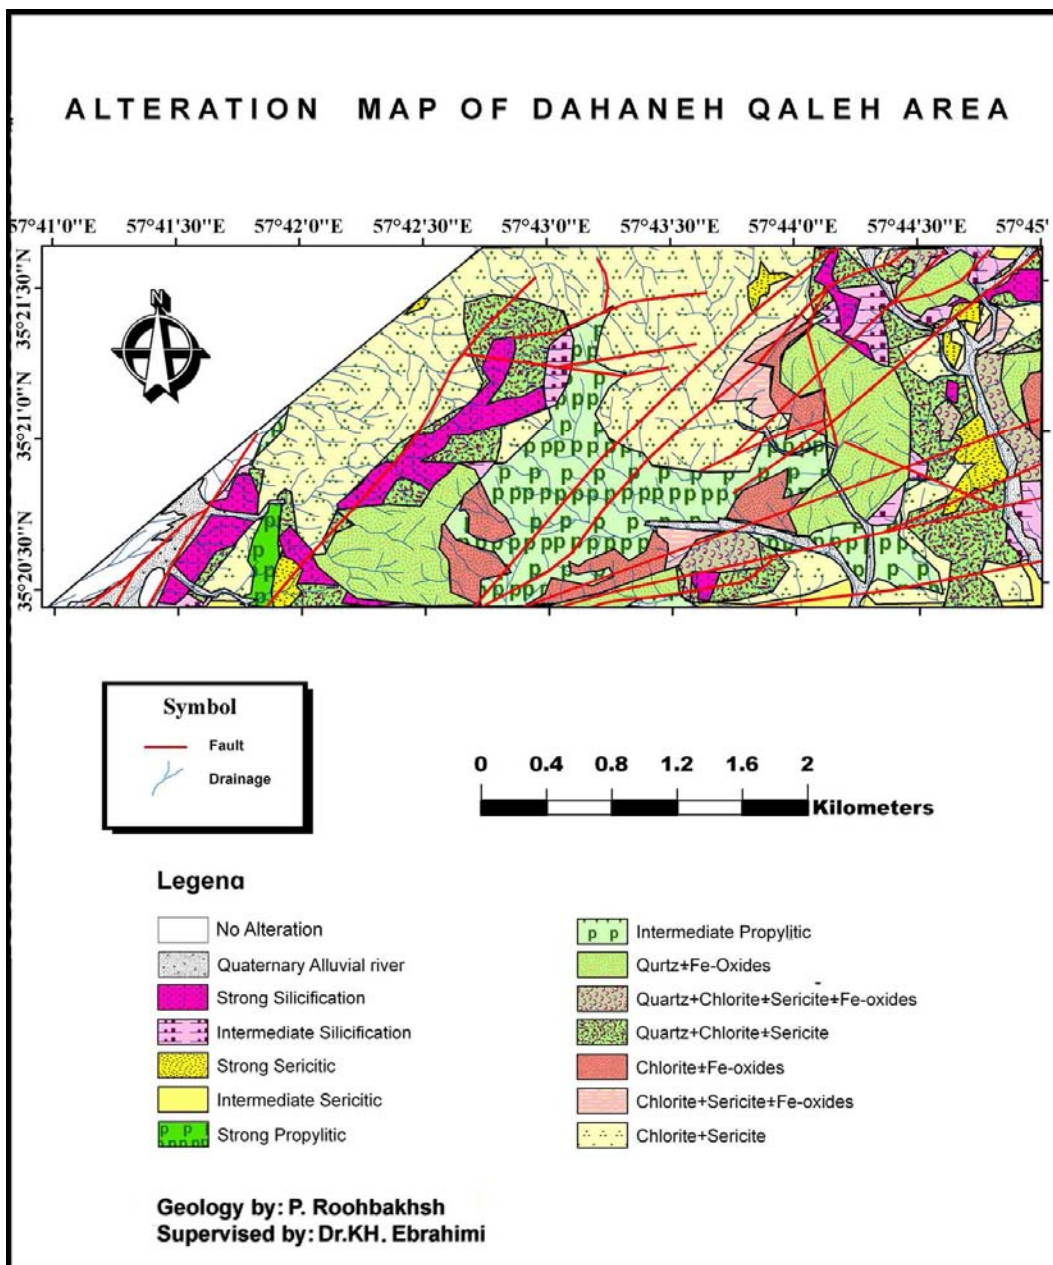 ALTERATION MAP OF DAHANEH QALEH AREA
57°41'0"E 57°41'30"E 57°42'0"E 57°42'30"E 57°43'0"E 57°43'30"E 57°44'0"E 57°44'30"E 57°45'
35°21'30"N
35°21'0"N
35°20'30"N
N
Symbol
Fault
Drainage
0 0.4 0.8 1.2 1.6 2
Kilometers
Legena
No Alteration
Quaternary Alluvial river
Strong Silicification
Intermediate Silicification
Strong Sericitic
Intermediate Sericitic
Strong Propylitic
Intermediate Propylitic
Qurtz±Fe-Oxides
Quartz+Chlorite±Sericite±Fe-oxides
Quartz+Chlorite±Sericite
Chlorite±Fe-oxides
Chlorite+Sericite±Fe-oxides
Chlorite+Sericite
Geology by: P. Roohbakhsh
Supervised by: Dr.KH. Ebrahimi